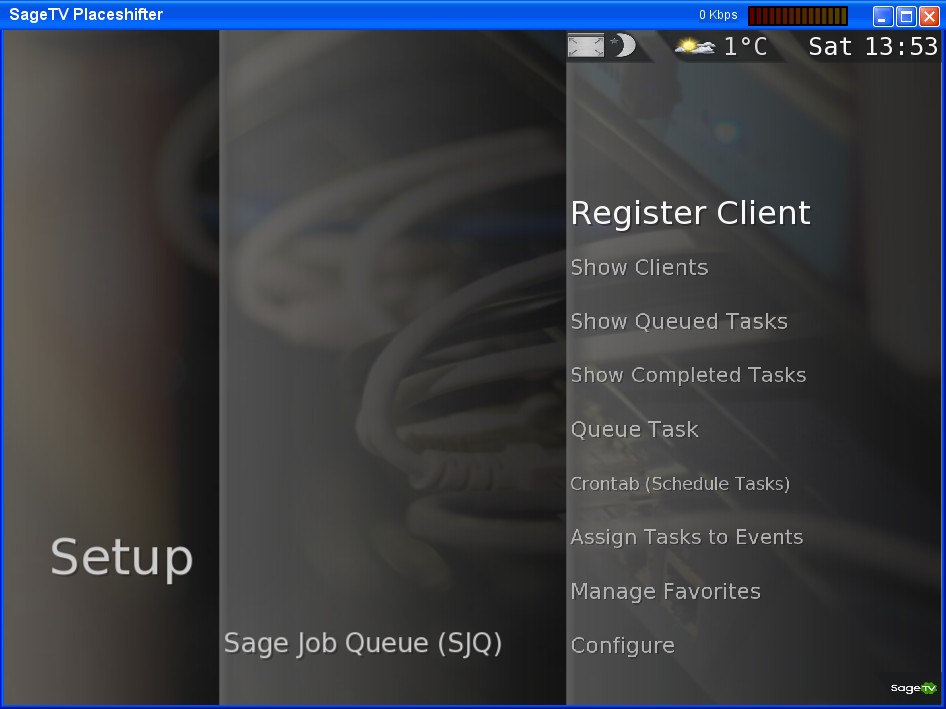 SageTV Placeshifter
0 Kbps
1°C
Sat 13:53
Register Client
Show Clients
Show Queued Tasks
Show Completed Tasks
Queue Task
Crontab (Schedule Tasks)
Assign Tasks to Events
Setup
Manage Favorites
Sage Job Queue (SJQ)
Configure
SageTV